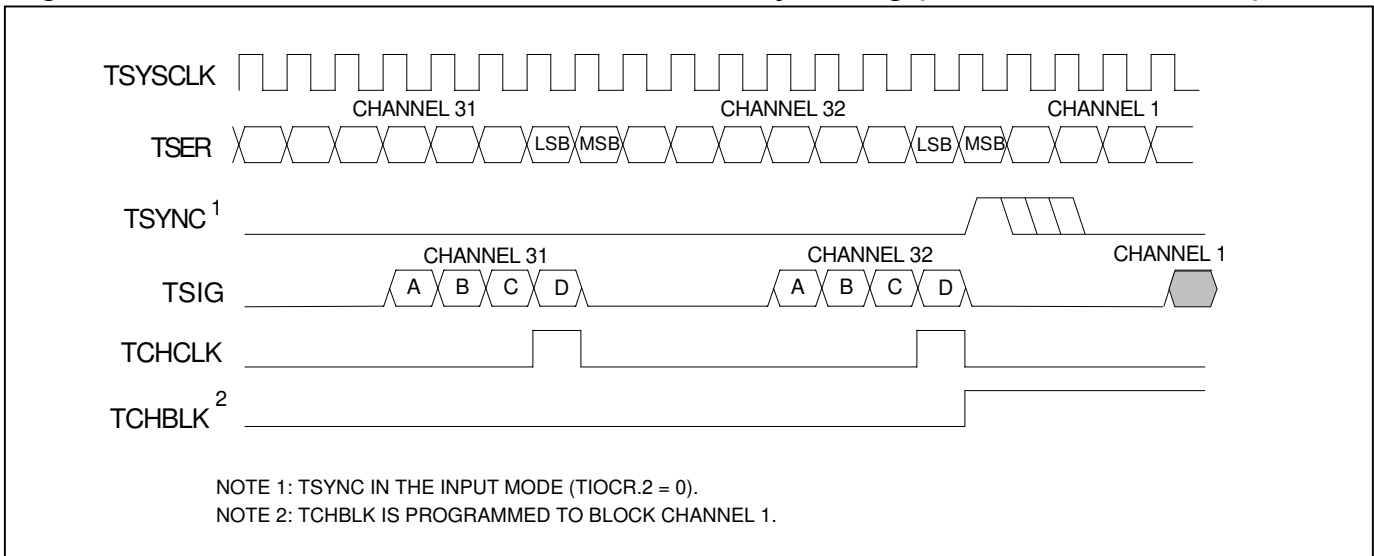 TSYSCLK
CHANNEL 31 CHANNEL 32 CHANNEL 1
TSER LSB MSB LSB MSB
TSYNC 1
CHANNEL 31 CHANNEL 32 CHANNEL 1
TSIG A B C D A B C D
TCHCLK
TCHBLK 2
NOTE 1: TSYNC IN THE INPUT MODE (TIOCR.2 = 0).
NOTE 2: TCHBLK IS PROGRAMMED TO BLOCK CHANNEL 1.